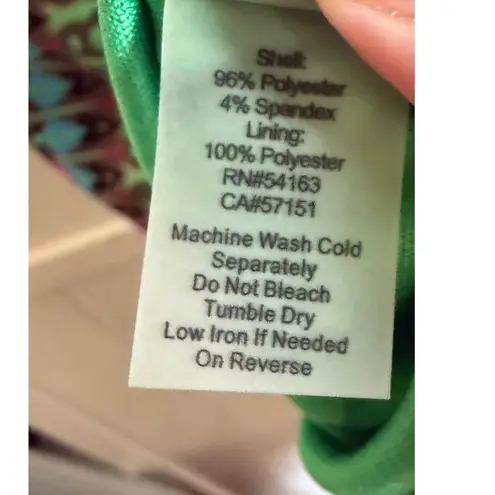 Shell:
96% Polyester
4% Spandex
Lining:
100% Polyester
RN#54163
CA#57151
Machine Wash Cold
Separately
Do Not Bleach
Tumble Dry
Low Iron If Needed
On Reverse